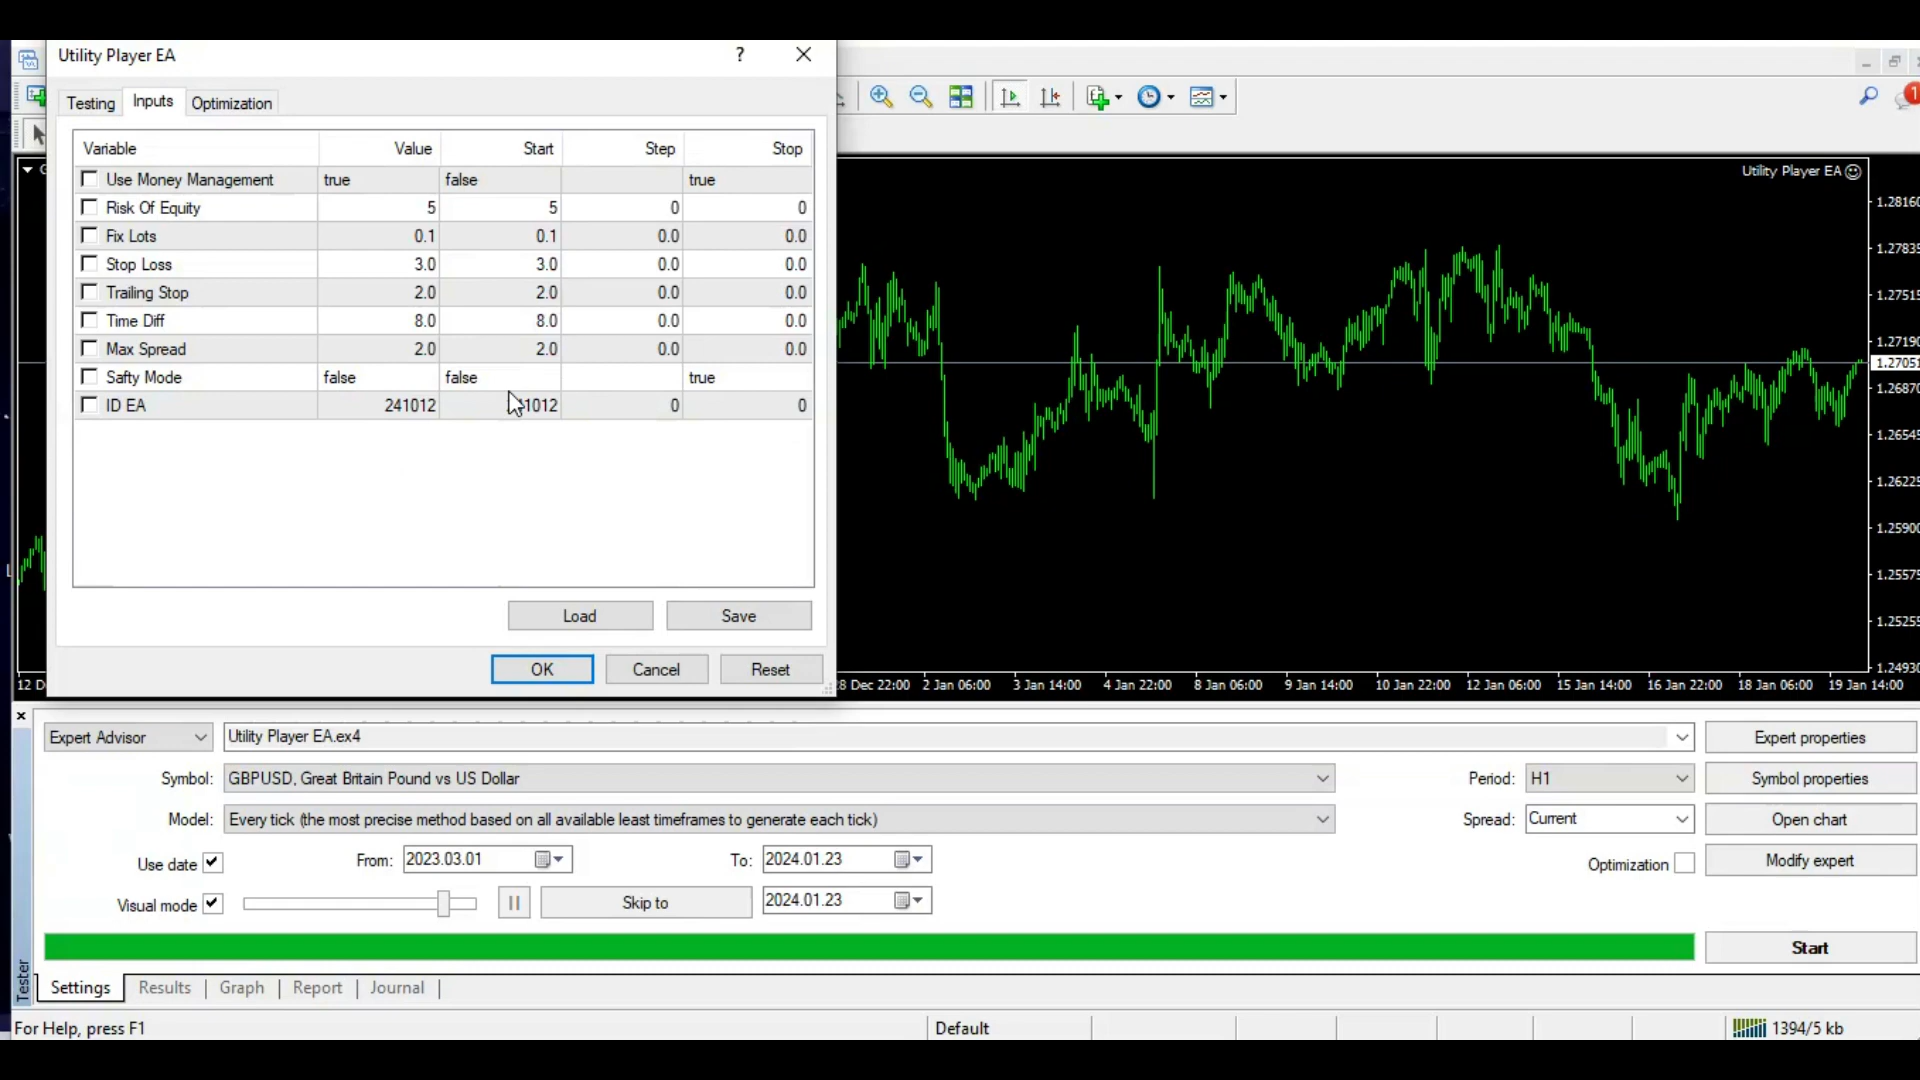 Utility Player EA ?
Testing Inputs Optimization
Variable Value Start Step Stop
Use Money Management true false true
Risk Of Equity 5 5 0 0
Fix Lots 0.1 0.1 0.0 0.0
Stop Loss 3.0 3.0 0.0 0.0
Trailing Stop 2.0 2.0 0.0 0.0
Time Diff 8.0 8.0 0.0 0.0
Max Spread 2.0 2.0 0.0 0.0
Safty Mode false false true
ID EA 241012 1012 0 0
Load Save
OK Cancel Reset
1
Utility Player EA
1.28160
1.27835
1.27515
1.27190
1.27051
1.26870
1.26545
1.26225
1.25900
1.25575
1.25255
1.24930
12 D 8 Dec 22:00 2 Jan 06:00 3 Jan 14:00 4 Jan 22:00 8 Jan 06:00 9 Jan 14:00 10 Jan 22:00 12 Jan 06:00 15 Jan 14:00 16 Jan 22:00 18 Jan 06:00 19 Jan 14:00
Expert Advisor Utility Player EA.ex4 Expert properties
Symbol: GBPUSD, Great Britain Pound vs US Dollar Period: H1 Symbol properties
Model: Every tick (the most precise method based on all available least timeframes to generate each tick) Spread: Current Open chart
Use date From: 2023.03.01 To: 2024.01.23 Optimization Modify expert
Visual mode Skip to 2024.01.23
Start
Tester
Settings Results Graph Report Journal
For Help, press F1 Default 1394/5 kb